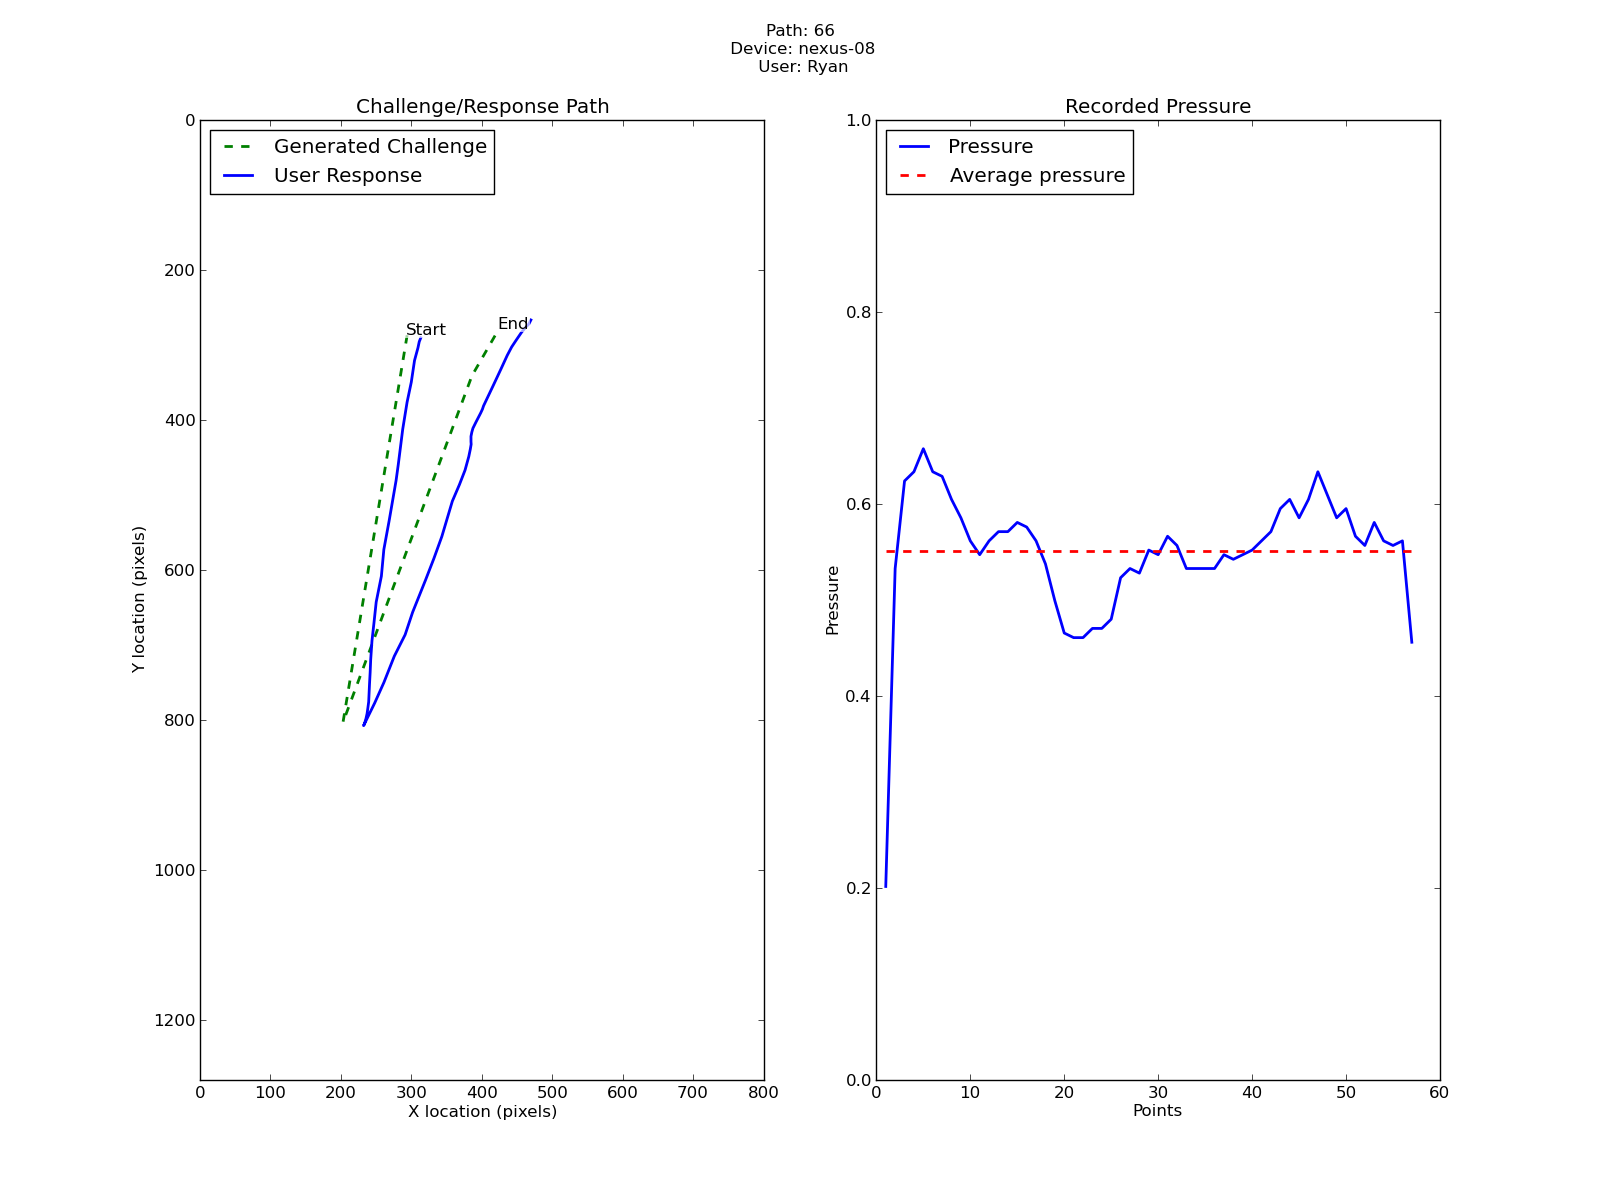 Path: 66
Device: nexus-08
User: Ryan
Challenge/Response Path
Generated Challenge
User Response
Start
End
0
200
400
600
800
1000
1200
Y location (pixels)
0 100 200 300 400 500 600 700 800
X location (pixels)
Recorded Pressure
Pressure
Average pressure
1.0
0.8
0.6
0.4
0.2
0.0
Pressure
0 10 20 30 40 50 60
Points